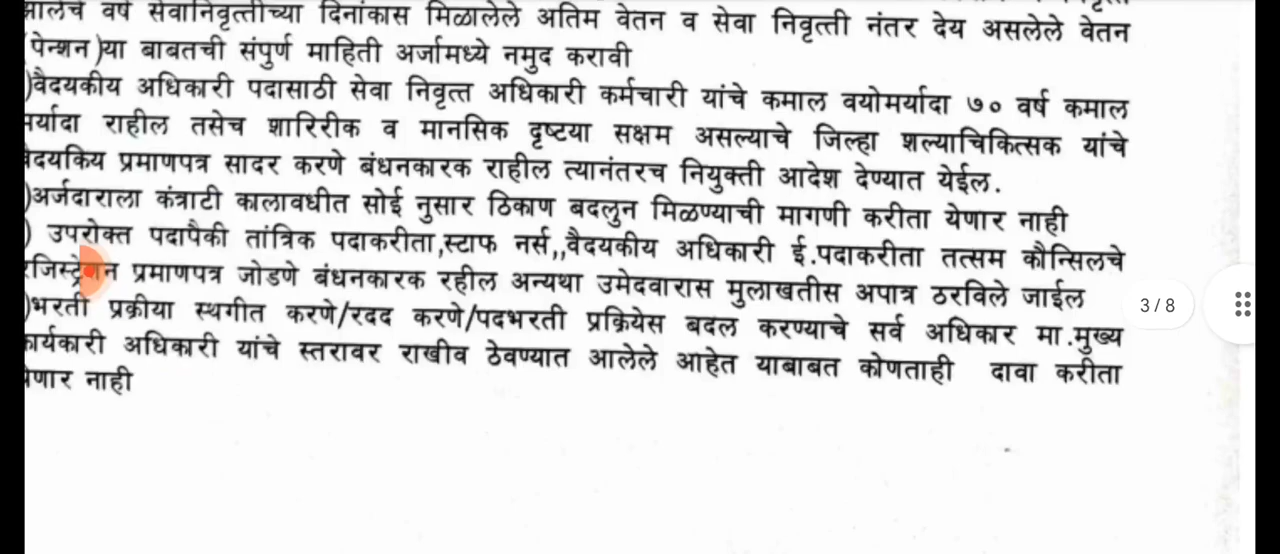 झालेचे वर्ष सेवानिवृत्तीच्या दिनांकास मिळालेले अतिम वेतन व सेवा निवृत्ती नंतर देय असलेले वेतन
पेन्शन)या बाबतची संपुर्ण माहिती अर्जामध्ये नमुद करावी
)वैदयकीय अधिकारी पदासाठी सेवा निवृत्त अधिकारी कर्मचारी यांचे कमाल वयोमर्यादा ७० वर्ष कमाल
मर्यादा राहील तसेच शारिरीक व मानसिक दृष्टया सक्षम असल्याचे जिल्हा शल्याचिकित्सक यांचे
वैदयकिय प्रमाणपत्र सादर करणे बंधनकारक राहील त्यानंतरच नियुक्ती आदेश देण्यात येईल.
)अर्जदाराला कंत्राटी कालावधीत सोई नुसार ठिकाण बदलुन मिळण्याची मागणी करीता येणार नाही
) उपरोक्त पदापैकी तांत्रिक पदाकरीता,स्टाफ नर्स,,वैदयकीय अधिकारी ई.पदाकरीता तत्सम कौन्सिलचे
रजिस्ट्रेशन प्रमाणपत्र जोडणे बंधनकारक रहील अन्यथा उमेदवारास मुलाखतीस अपात्र ठरविले जाईल
)भरती प्रक्रीया स्थगीत करणे/रदद करणे/पदभरती प्रक्रियेस बदल करण्याचे सर्व अधिकार मा.मुख्य
कार्यकारी अधिकारी यांचे स्तरावर राखीव ठेवण्यात आलेले आहेत याबाबत कोणताही दावा करीता
येणार नाही
3 / 8